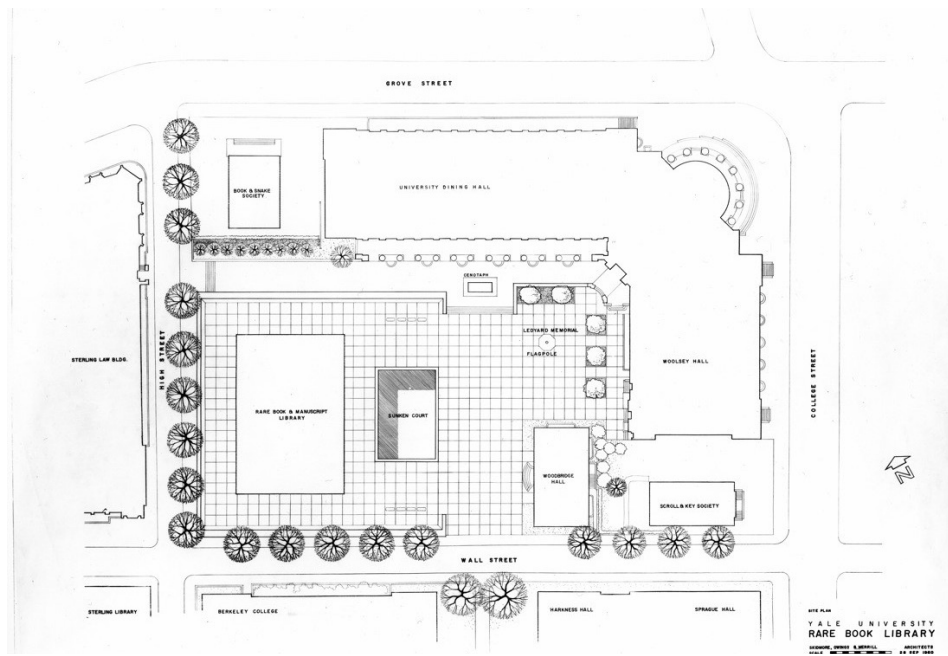 GROVE STREET
BOOK & SNAKE
SOCIETY
UNIVERSITY DINING HALL
CENOTAPH
LEDYARD MEMORIAL
FLAGPOLE
STERLING LAW BLDG.
HIGH STREET
WOOLSEY HALL
COLLEGE STREET
RARE BOOK & MANUSCRIPT
LIBRARY
SUNKEN COURT
WOODBRIDGE
HALL
N
SCROLL & KEY SOCIETY
WALL STREET
STERLING LIBRARY
BERKELEY COLLEGE
HARKNESS HALL
SPRAGUE HALL
SITE PLAN
YALE UNIVERSITY
RARE BOOK LIBRARY
SKIDMORE, OWINGS & MERRILL ARCHITECTS
SCALE SEP 1960